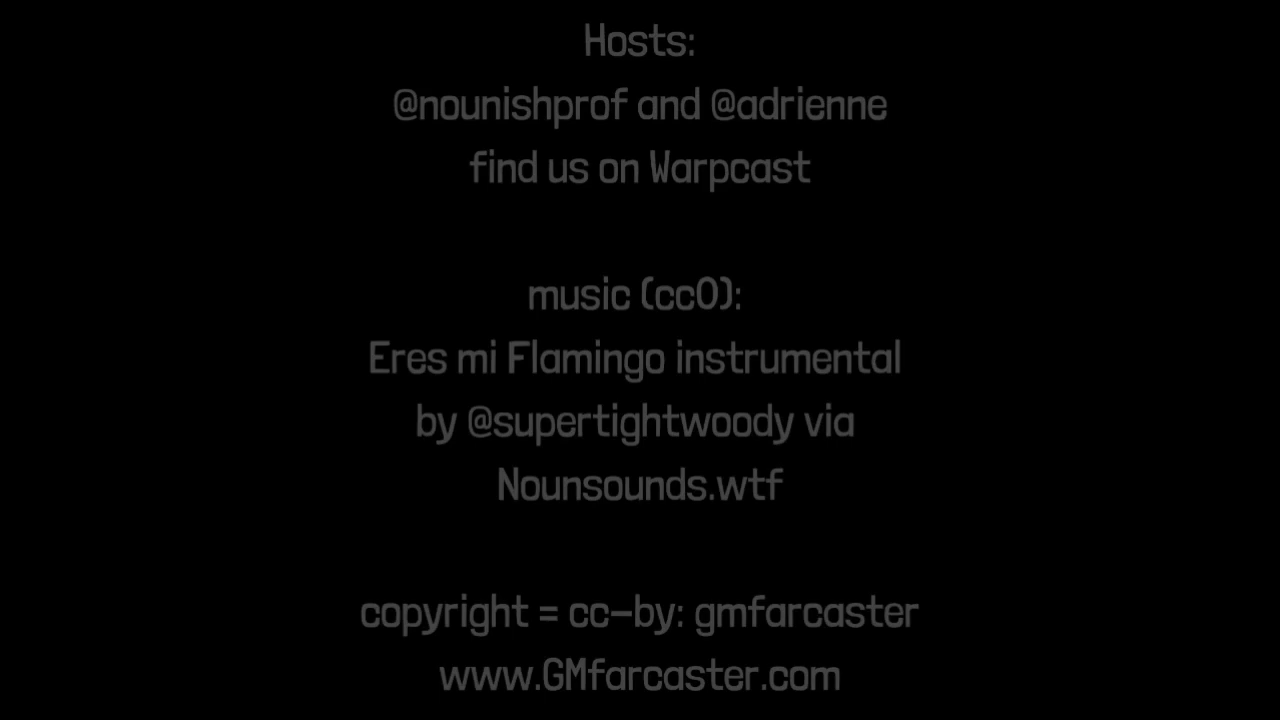 Hosts:
@nounishprof and @adrienne
find us on Warpcast
music (cc0):
Eres mi Flamingo instrumental
by @supertightwoody via
Nounsounds.wtf
copyright = cc-by: gmfarcaster
www.GMfarcaster.com